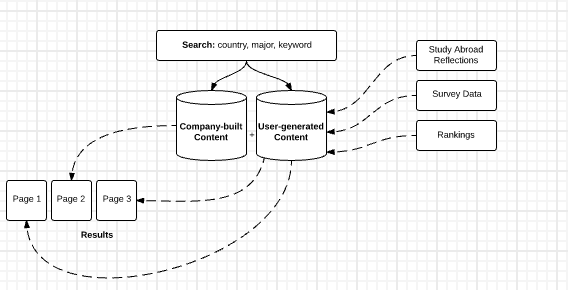 Search: country, major, keyword
Study Abroad
Reflections
Survey Data
Rankings
Company-built
Content
+
User-generated
Content
Page 1
Page 2
Page 3
Results